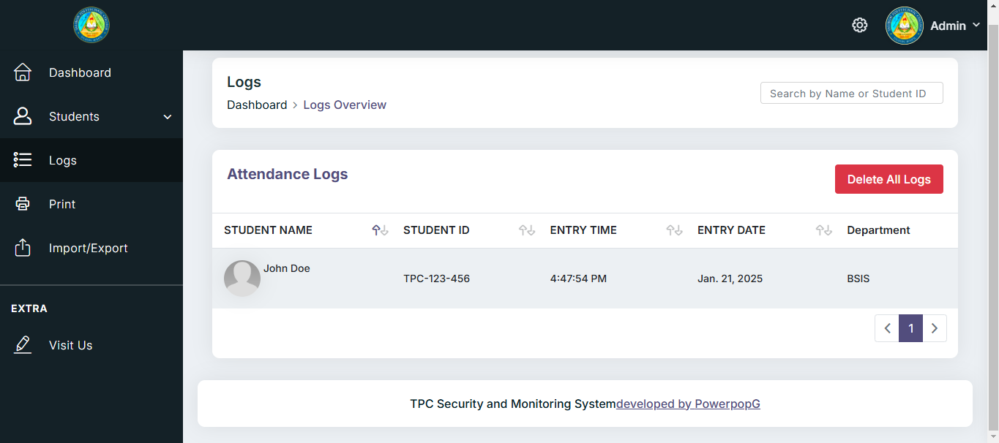 Admin
Dashboard
Students
Logs
Print
Import/Export
EXTRA
Visit Us
Logs
Dashboard > Logs Overview
Search by Name or Student ID
Attendance Logs
Delete All Logs
STUDENT NAME STUDENT ID ENTRY TIME ENTRY DATE Department
John Doe TPC-123-456 4:47:54 PM Jan. 21, 2025 BSIS
1
TPC Security and Monitoring Systemdeveloped by PowerpopG